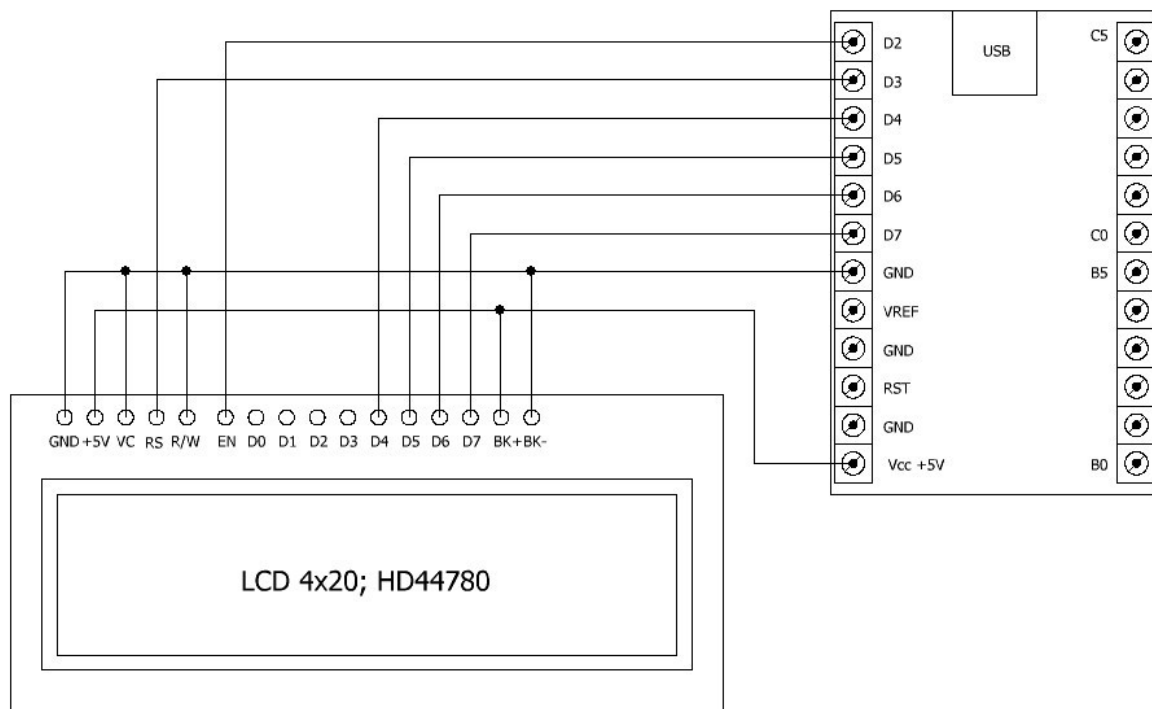 D2
USB
C5
D3
D4
D5
D6
D7
C0
GND
B5
VREF
GND
RST
GND
Vcc +5V
B0
GND +5V VC RS R/W EN D0 D1 D2 D3 D4 D5 D6 D7 BK+ BK-
LCD 4x20; HD44780